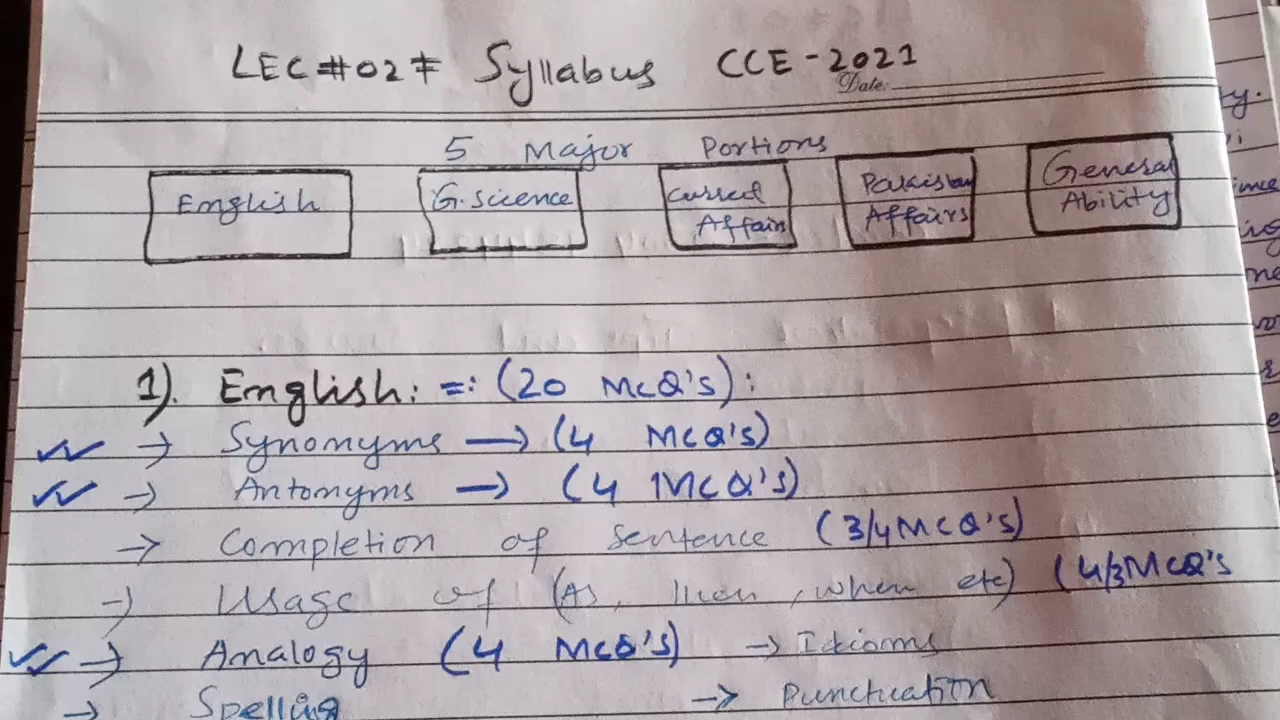 LEC#02# Syllabus CCE-2021
Date:
5 Major Portions
English G.science Curred Affairs Pakistan Affairs General Ability
1). English: =: (20 MCQ's):
→ Synonyms → (4 MCQ's)
→ Antonyms → (4 MCQ's)
→ Completion of Sentence (3/4 MCQ's)
→ Usage of (As, then, when etc) (4/3 MCQ's
→ Analogy (4 MCQ's) → Idioms
→ Spelling → Punctuation